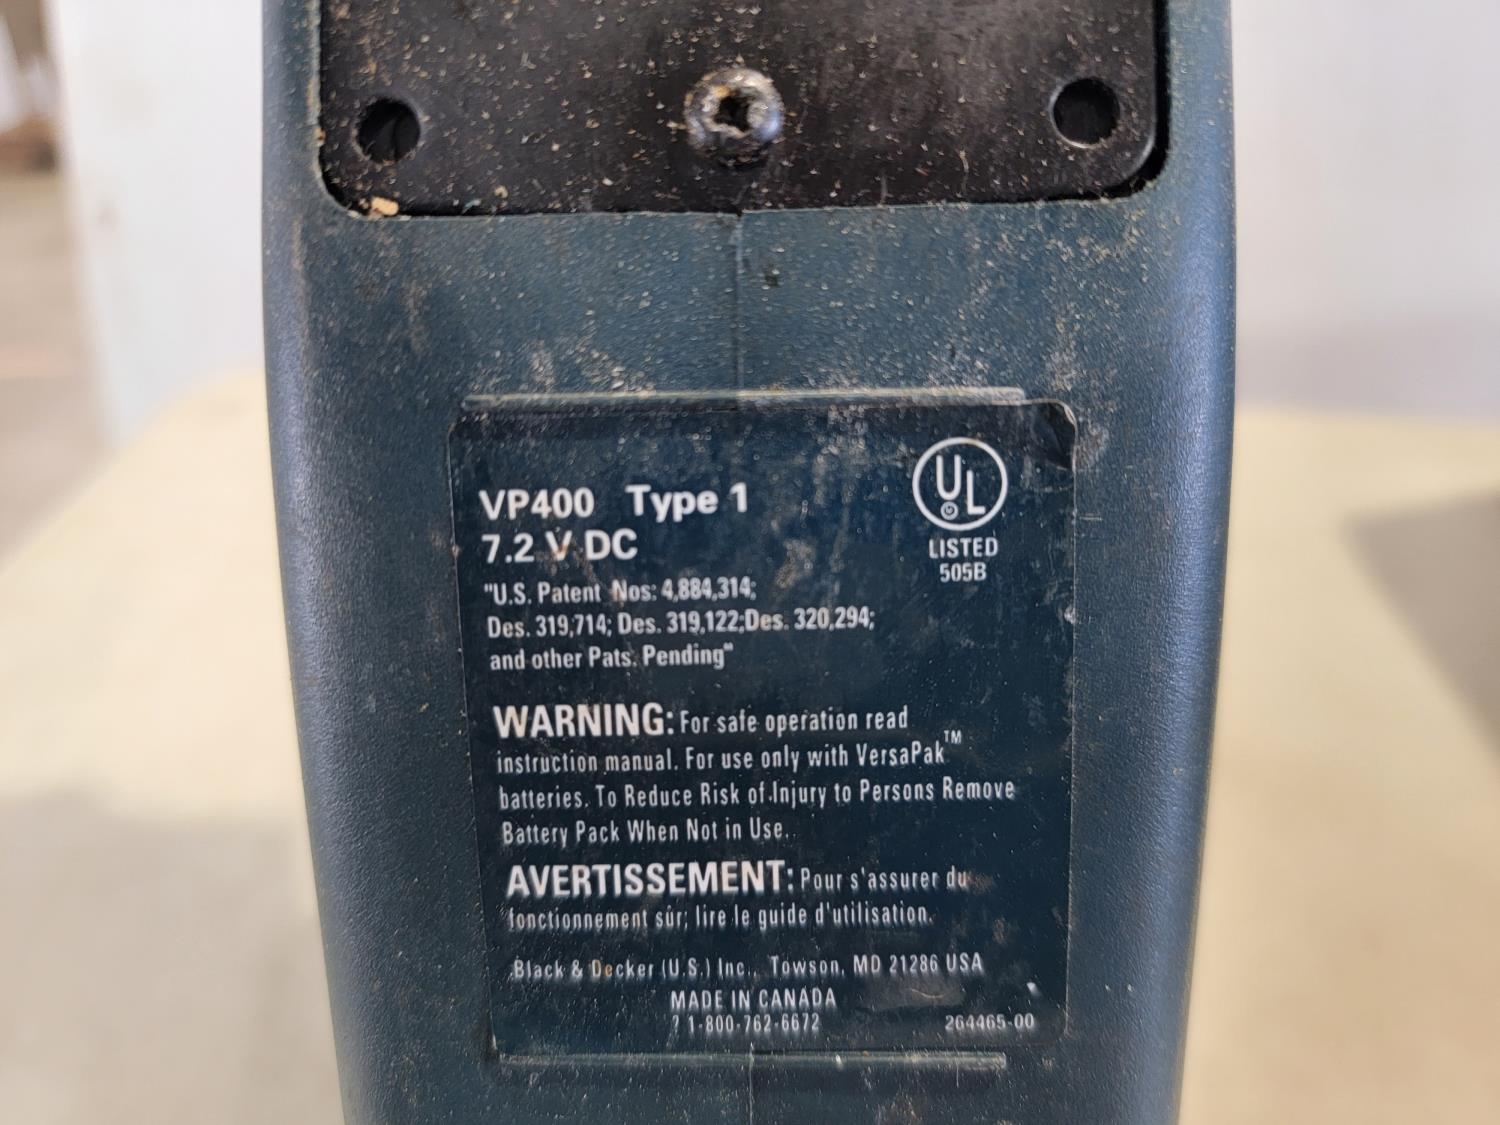 VP400 Type 1
7.2 V DC
UL
LISTED
505B
"U.S. Patent Nos: 4,884,314;
Des. 319,714; Des. 319,122;Des. 320,294;
and other Pats. Pending"
WARNING: For safe operation read
instruction manual. For use only with VersaPak™
batteries. To Reduce Risk of Injury to Persons Remove
Battery Pack When Not in Use.
AVERTISSEMENT: Pour s'assurer du
fonctionnement sûr; lire le guide d'utilisation.
Black & Decker (U.S.) Inc., Towson, MD 21286 USA
MADE IN CANADA
? 1-800-762-6672
264465-00